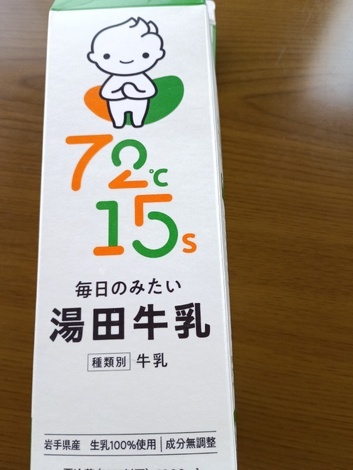 72℃
15s
毎日のみたい
湯田牛乳
種類別 牛乳
岩手県産 生乳100%使用 成分無調整